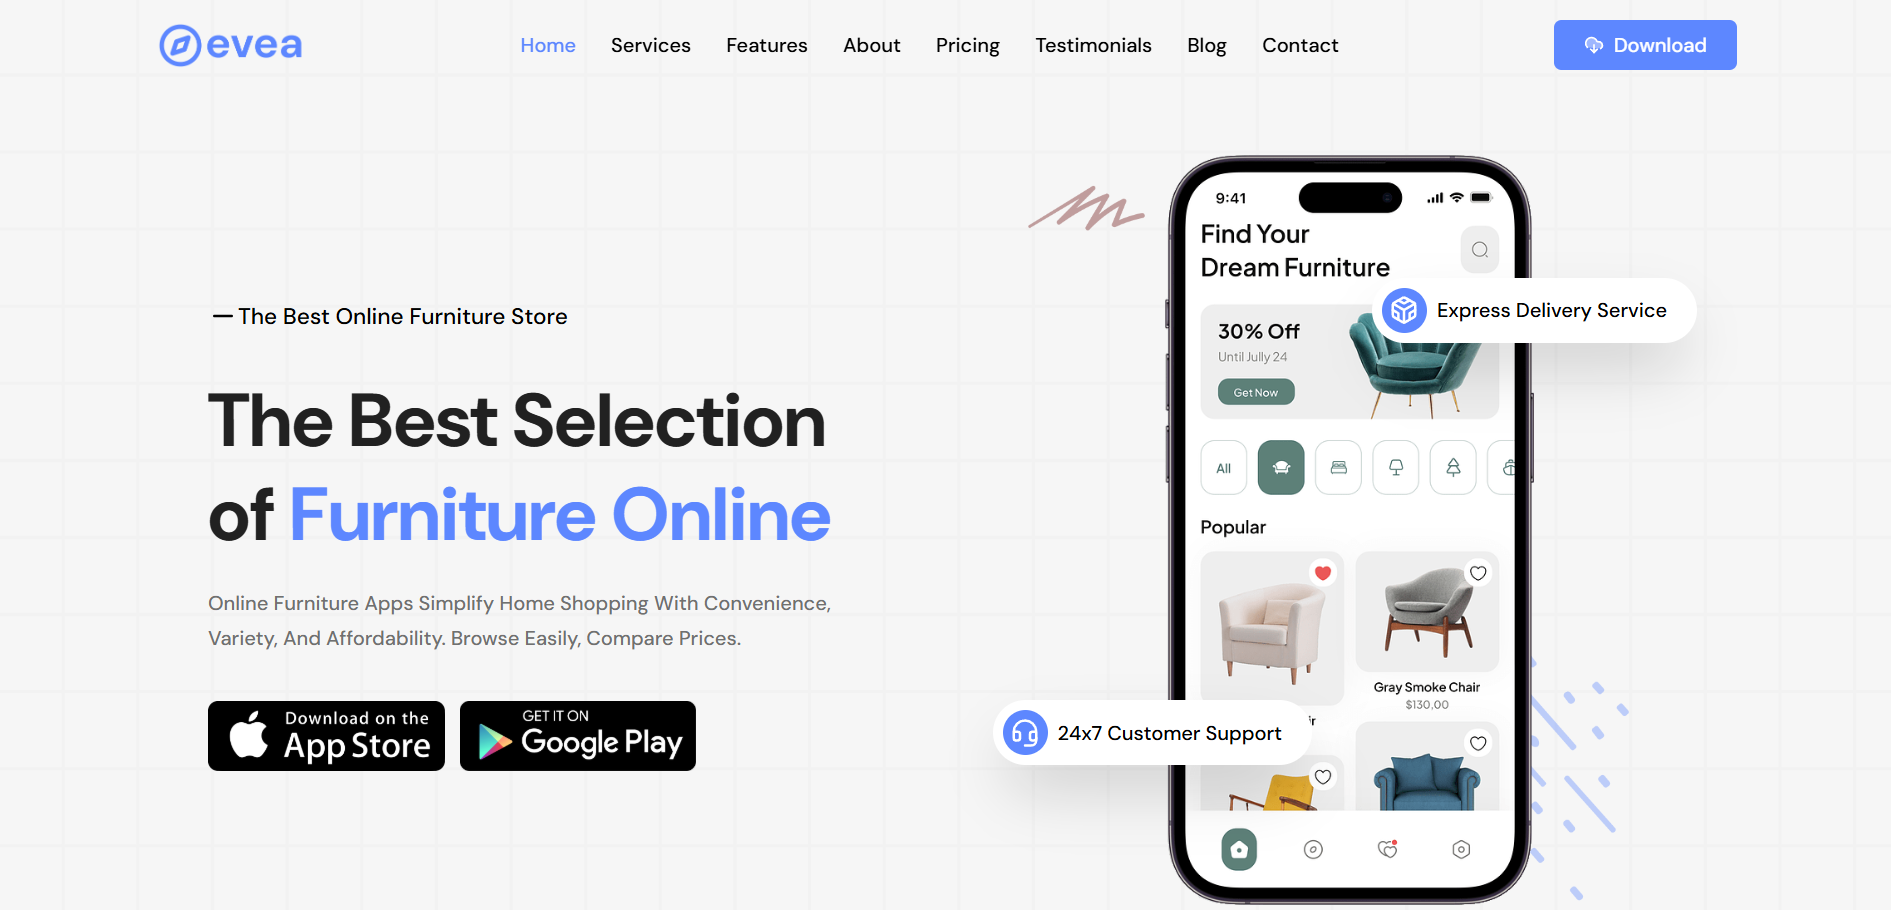 evea
Home Services Features About Pricing Testimonials Blog Contact
Download
— The Best Online Furniture Store
The Best Selection
of Furniture Online
Online Furniture Apps Simplify Home Shopping With Convenience,
Variety, And Affordability. Browse Easily, Compare Prices.
Download on the
App Store
GET IT ON
Google Play
9:41
Find Your
Dream Furniture
Express Delivery Service
30% Off
Until Jully 24
Get Now
All
Popular
Gray Smoke Chair
$130,00
24x7 Customer Support